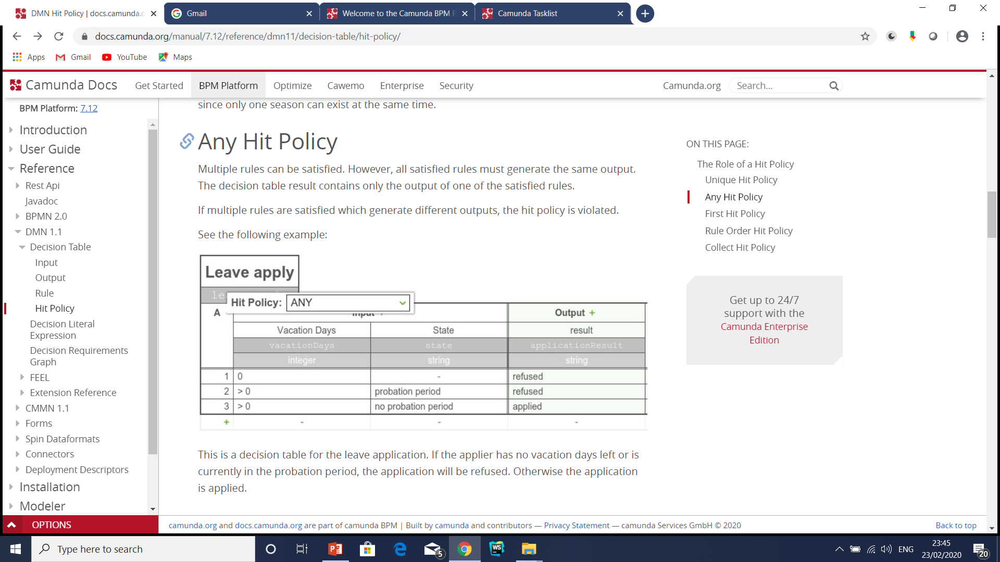 DMN Hit Policy | docs.camunda.o
Gmail
Welcome to the Camunda BPM P
Camunda Tasklist
docs.camunda.org/manual/7.12/reference/dmn11/decision-table/hit-policy/
Apps
Gmail
YouTube
Maps
Camunda Docs
Get Started
BPM Platform
Optimize
Cawemo
Enterprise
Security
Camunda.org
Search...
BPM Platform: 7.12
Introduction
User Guide
Reference
Rest Api
Javadoc
BPMN 2.0
DMN 1.1
Decision Table
Input
Output
Rule
Hit Policy
Decision Literal
Expression
Decision Requirements
Graph
FEEL
Extension Reference
CMMN 1.1
Forms
Spin Dataformats
Connectors
Deployment Descriptors
Installation
Modeler
OPTIONS
since only one season can exist at the same time.
Any Hit Policy
Multiple rules can be satisfied. However, all satisfied rules must generate the same output.
The decision table result contains only the output of one of the satisfied rules.
If multiple rules are satisfied which generate different outputs, the hit policy is violated.
See the following example:
Leave apply
le
Hit Policy: ANY
A
Input +
Output +
Vacation Days State result
vacationDays state applicationResult
integer string string
1 0 - refused
2 > 0 probation period refused
3 > 0 no probation period applied
+ - - -
This is a decision table for the leave application. If the applier has no vacation days left or is
currently in the probation period, the application will be refused. Otherwise the application
is applied.
ON THIS PAGE:
The Role of a Hit Policy
Unique Hit Policy
Any Hit Policy
First Hit Policy
Rule Order Hit Policy
Collect Hit Policy
Get up to 24/7
support with the
Camunda Enterprise
Edition
camunda.org and docs.camunda.org are part of camunda BPM | Built by camunda and contributors — Privacy Statement — camunda Services GmbH © 2020
Back to top
Type here to search
P
5
WS
ENG
23:45
23/02/2020
20